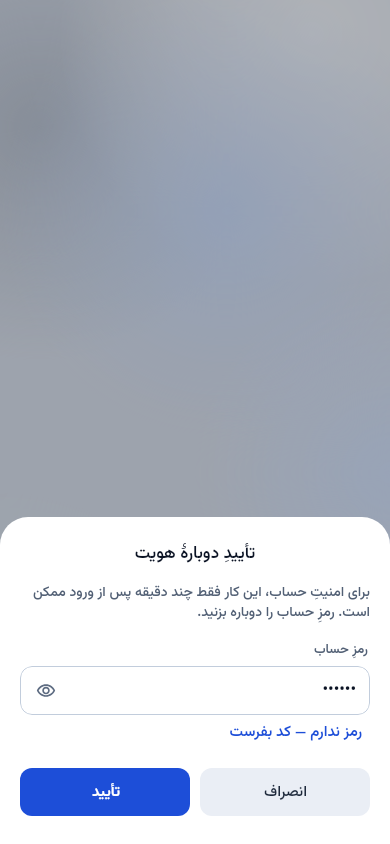 تأییدِ دوبارهٔ هویت
برای امنیتِ حساب، این کار فقط چند دقیقه پس از ورود ممکن
است. رمزِ حساب را دوباره بزنید.
رمزِ حساب
••••••
رمز ندارم — کد بفرست
انصراف
تأیید